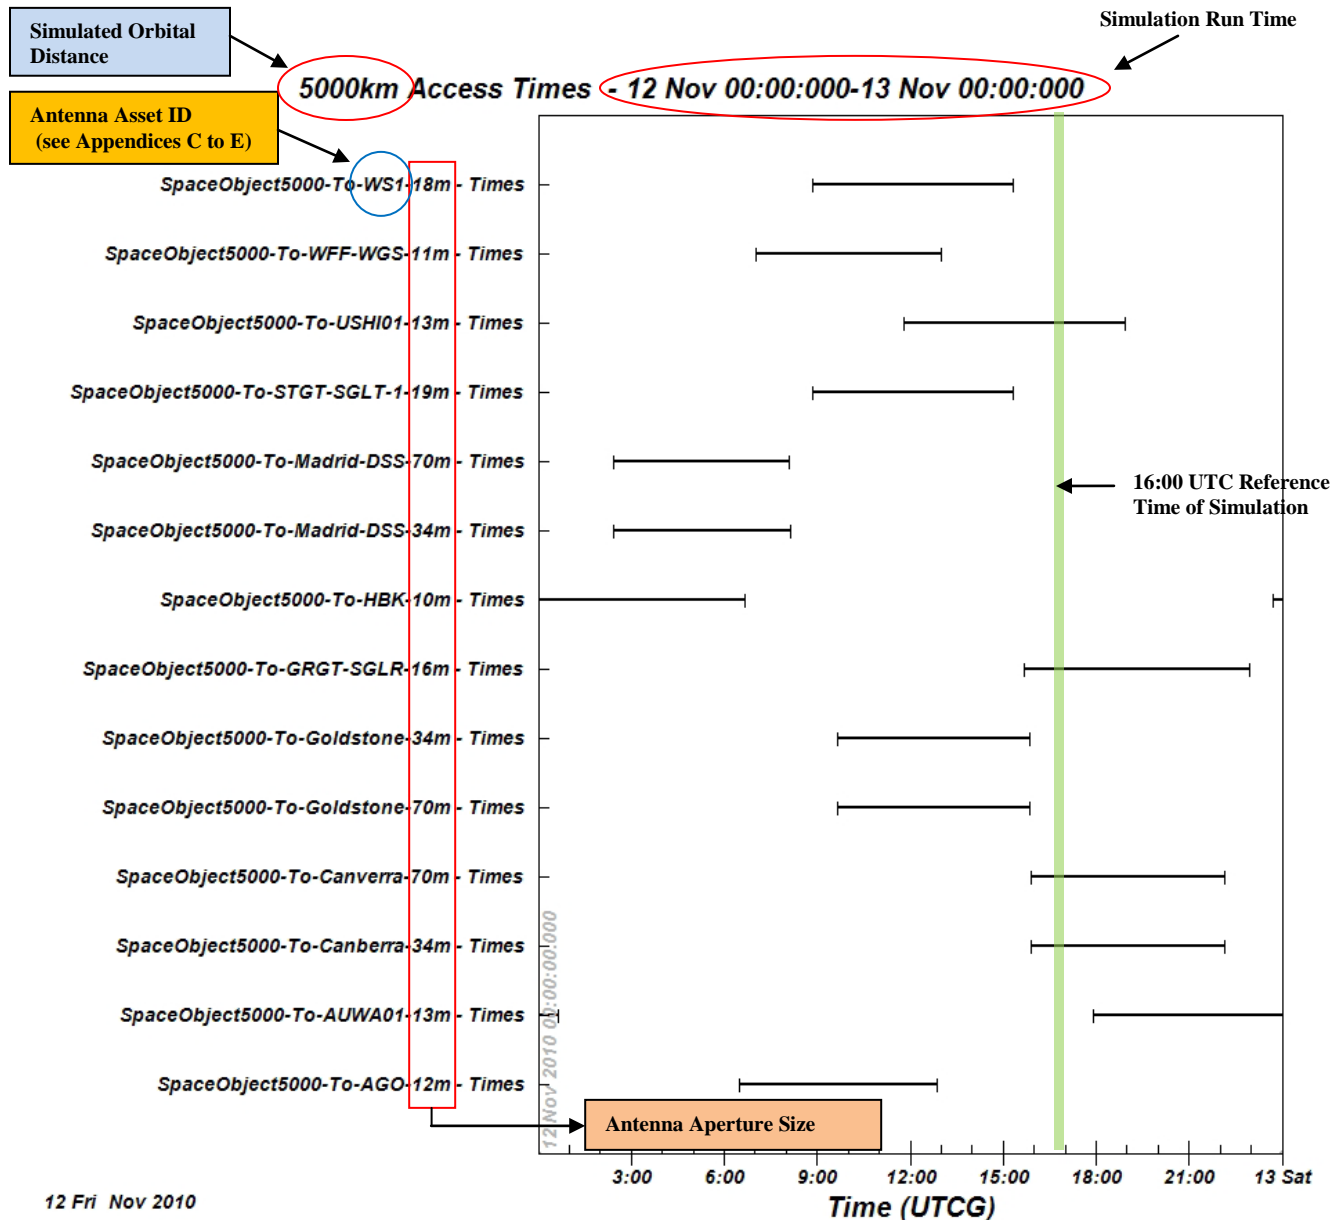 Simulated Orbital
Distance
Simulation Run Time
5000km Access Times - 12 Nov 00:00:000-13 Nov 00:00:000
Antenna Asset ID
(see Appendices C to E)
SpaceObject5000-To-WS1-18m - Times
SpaceObject5000-To-WFF-WGS-11m - Times
SpaceObject5000-To-USHI01-13m - Times
SpaceObject5000-To-STGT-SGLT-1-19m - Times
SpaceObject5000-To-Madrid-DSS-70m - Times
16:00 UTC Reference
Time of Simulation
SpaceObject5000-To-Madrid-DSS-34m - Times
SpaceObject5000-To-HBK-10m - Times
SpaceObject5000-To-GRGT-SGLR-16m - Times
SpaceObject5000-To-Goldstone-34m - Times
SpaceObject5000-To-Goldstone-70m - Times
SpaceObject5000-To-Canverra-70m - Times
SpaceObject5000-To-Canberra-34m - Times
SpaceObject5000-To-AUWA01-13m - Times
SpaceObject5000-To-AGO-12m - Times
12 Nov 2010 00:00:00.000
Antenna Aperture Size
3:00 6:00 9:00 12:00 15:00 18:00 21:00 13 Sat
12 Fri Nov 2010
Time (UTCG)